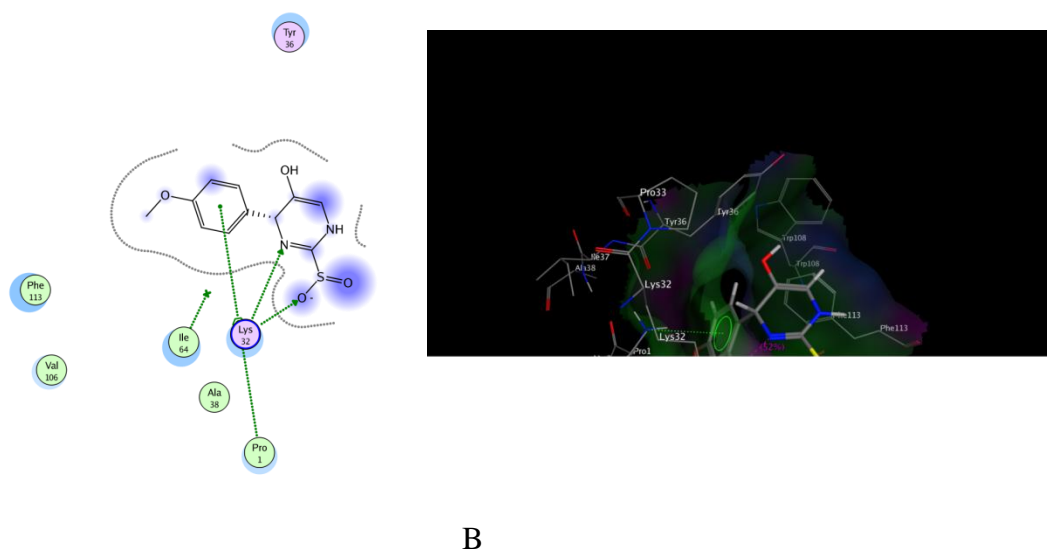 Tyr
36
OH
O
N
NH
S
O
O-
Phe
113
Val
106
Ile
64
Lys
32
Ala
38
Pro
1
Pro33
Tyr36
Tyr36
Trp108
Trp108
Ala38
Lys32
Phe113
Lys32
Pro1
(52%)
B